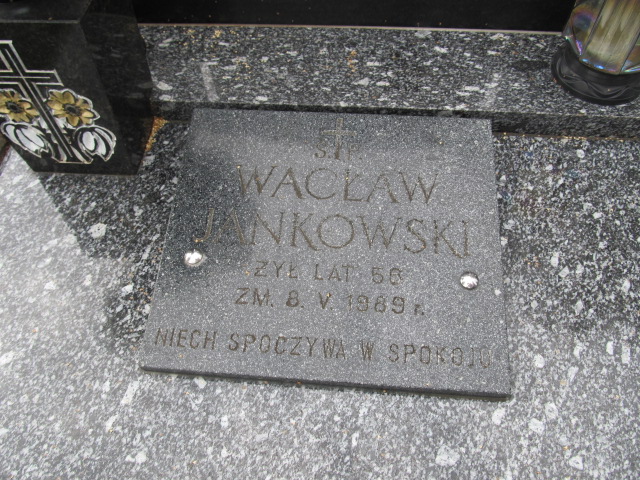 WACŁAW
JANKOWSKI
ŻYŁ LAT 56
ZM. 8. V. 1989 r.
NIECH SPOCZYWA W SPOKOJU